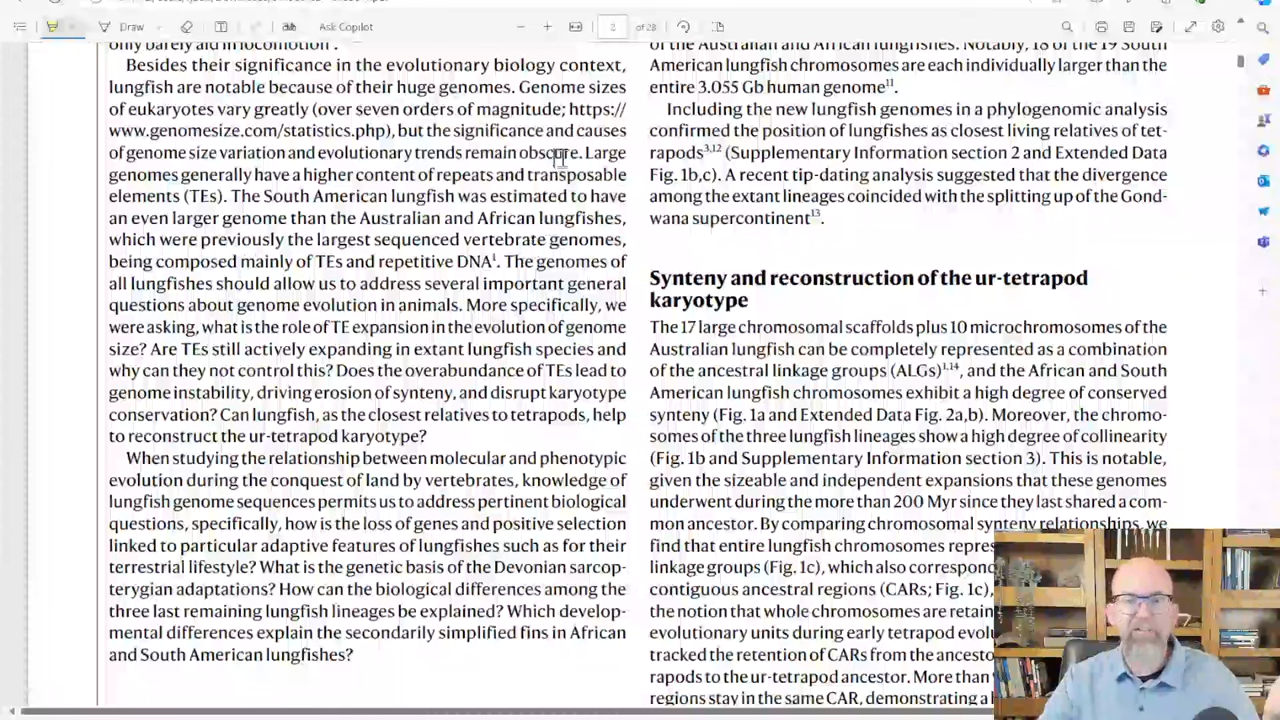 Draw
Ask Copilot
2
of 23
only barely aid in locomotion .
Besides their significance in the evolutionary biology context,
lungfish are notable because of their huge genomes. Genome sizes
of eukaryotes vary greatly (over seven orders of magnitude; https://
www.genomesize.com/statistics.php), but the significance and causes
of genome size variation and evolutionary trends remain obscure. Large
genomes generally have a higher content of repeats and transposable
elements (TEs). The South American lungfish was estimated to have
an even larger genome than the Australian and African lungfishes,
which were previously the largest sequenced vertebrate genomes,
being composed mainly of TEs and repetitive DNA¹. The genomes of
all lungfishes should allow us to address several important general
questions about genome evolution in animals. More specifically, we
were asking, what is the role of TE expansion in the evolution of genome
size? Are TEs still actively expanding in extant lungfish species and
why can they not control this? Does the overabundance of TEs lead to
genome instability, driving erosion of synteny, and disrupt karyotype
conservation? Can lungfish, as the closest relatives to tetrapods, help
to reconstruct the ur-tetrapod karyotype?
When studying the relationship between molecular and phenotypic
evolution during the conquest of land by vertebrates, knowledge of
lungfish genome sequences permits us to address pertinent biological
questions, specifically, how is the loss of genes and positive selection
linked to particular adaptive features of lungfishes such as for their
terrestrial lifestyle? What is the genetic basis of the Devonian sarcop-
terygian adaptations? How can the biological differences among the
three last remaining lungfish lineages be explained? Which develop-
mental differences explain the secondarily simplified fins in African
and South American lungfishes?
of the Australian and African lungfishes. Notably, 18 of the 19 South
American lungfish chromosomes are each individually larger than the
entire 3.055 Gb human genome¹¹.
Including the new lungfish genomes in a phylogenomic analysis
confirmed the position of lungfishes as closest living relatives of tet-
rapods³,¹² (Supplementary Information section 2 and Extended Data
Fig. 1b,c). A recent tip-dating analysis suggested that the divergence
among the extant lineages coincided with the splitting up of the Gond-
wana supercontinent¹³.
Synteny and reconstruction of the ur-tetrapod
karyotype
The 17 large chromosomal scaffolds plus 10 microchromosomes of the
Australian lungfish can be completely represented as a combination
of the ancestral linkage groups (ALGs)¹,¹⁴, and the African and South
American lungfish chromosomes exhibit a high degree of conserved
synteny (Fig. 1a and Extended Data Fig. 2a,b). Moreover, the chromo-
somes of the three lungfish lineages show a high degree of collinearity
(Fig. 1b and Supplementary Information section 3). This is notable,
given the sizeable and independent expansions that these genomes
underwent during the more than 200 Myr since they last shared a com-
mon ancestor. By comparing chromosomal synteny relationships, we
find that entire lungfish chromosomes repres
linkage groups (Fig. 1c), which also correspond
contiguous ancestral regions (CARs; Fig. 1c),
the notion that whole chromosomes are retain
evolutionary units during early tetrapod evolu
tracked the retention of CARs from the ancesto
rapods to the ur-tetrapod ancestor. More than
regions stay in the same CAR, demonstrating a